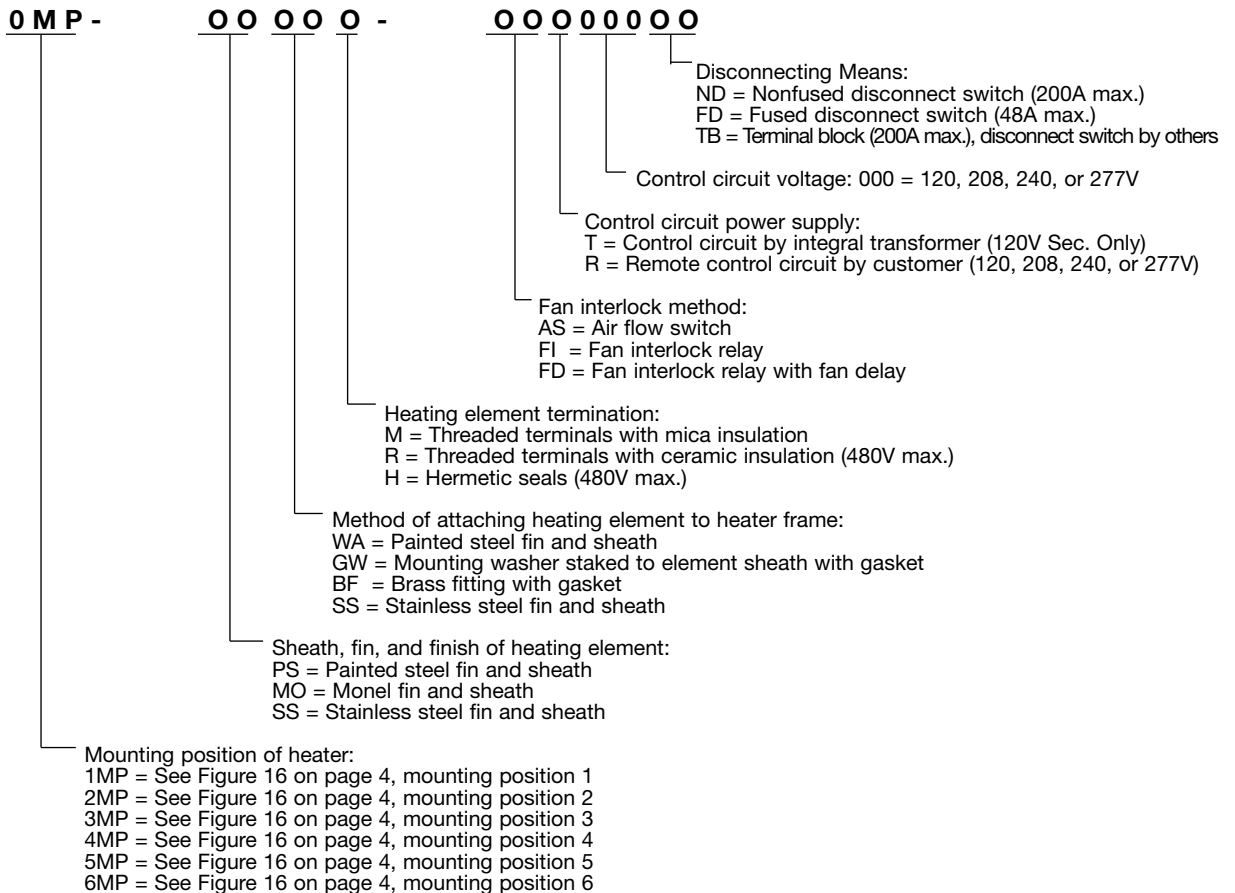 0 M P - O O O O O - O O O 0 0 0 O O
Disconnecting Means:
ND = Nonfused disconnect switch (200A max.)
FD = Fused disconnect switch (48A max.)
TB = Terminal block (200A max.), disconnect switch by others
Control circuit voltage: 000 = 120, 208, 240, or 277V
Control circuit power supply:
T = Control circuit by integral transformer (120V Sec. Only)
R = Remote control circuit by customer (120, 208, 240, or 277V)
Fan interlock method:
AS = Air flow switch
FI = Fan interlock relay
FD = Fan interlock relay with fan delay
Heating element termination:
M = Threaded terminals with mica insulation
R = Threaded terminals with ceramic insulation (480V max.)
H = Hermetic seals (480V max.)
Method of attaching heating element to heater frame:
WA = Painted steel fin and sheath
GW = Mounting washer staked to element sheath with gasket
BF = Brass fitting with gasket
SS = Stainless steel fin and sheath
Sheath, fin, and finish of heating element:
PS = Painted steel fin and sheath
MO = Monel fin and sheath
SS = Stainless steel fin and sheath
Mounting position of heater:
1MP = See Figure 16 on page 4, mounting position 1
2MP = See Figure 16 on page 4, mounting position 2
3MP = See Figure 16 on page 4, mounting position 3
4MP = See Figure 16 on page 4, mounting position 4
5MP = See Figure 16 on page 4, mounting position 5
6MP = See Figure 16 on page 4, mounting position 6